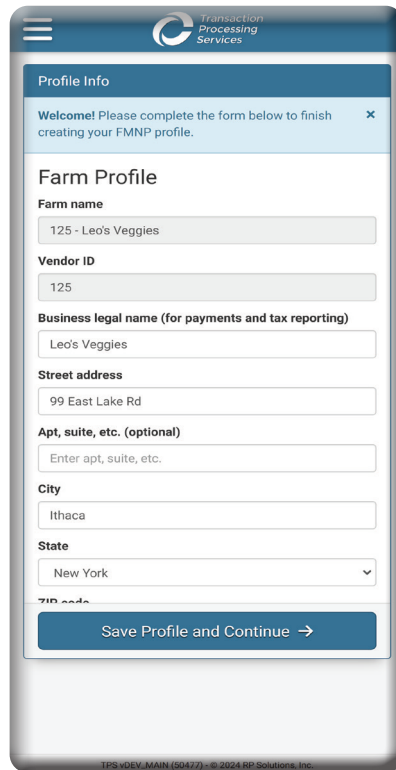 Transaction
Processing
Services
Profile Info
Welcome! Please complete the form below to finish
creating your FMNP profile.
×
Farm Profile
Farm name
125 - Leo's Veggies
Vendor ID
125
Business legal name (for payments and tax reporting)
Leo's Veggies
Street address
99 East Lake Rd
Apt, suite, etc. (optional)
Enter apt, suite, etc.
City
Ithaca
State
New York
ZIP code
Save Profile and Continue →
TPS vDEV_MAIN (50477) - © 2024 RP Solutions, Inc.